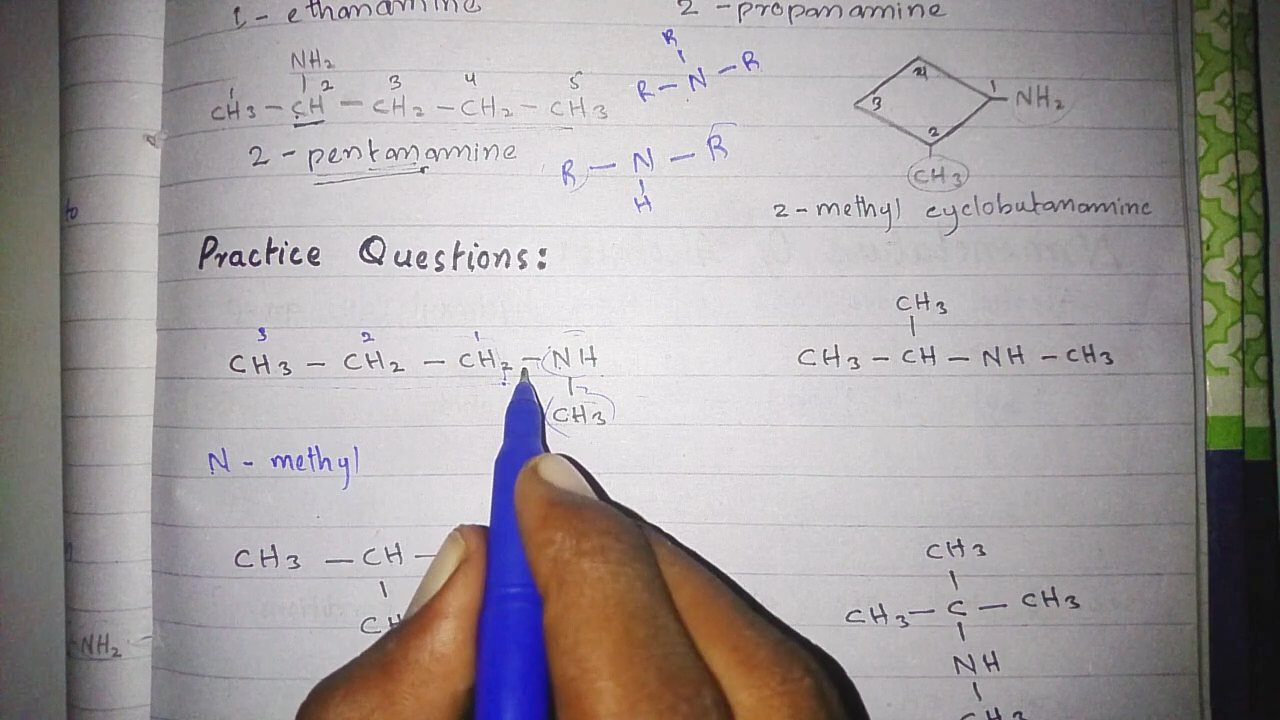 1- ethanamine
2 -propanamine
NH2
1 2 3 4 5
CH3 - CH - CH2 - CH2 - CH3
2 - pentanamine
R
R - N - R
R - N - R
H
4 1
3 - NH2
2
CH3
2-methyl cyclobutanamine
to
Practice Questions:
3 2 1
CH3 - CH2 - CH2 - NH
CH3
CH3
CH3 - CH - NH - CH3
N - methyl
CH3 - CH -
CH3
CH3 - C - CH3
NH
CH3
-NH2